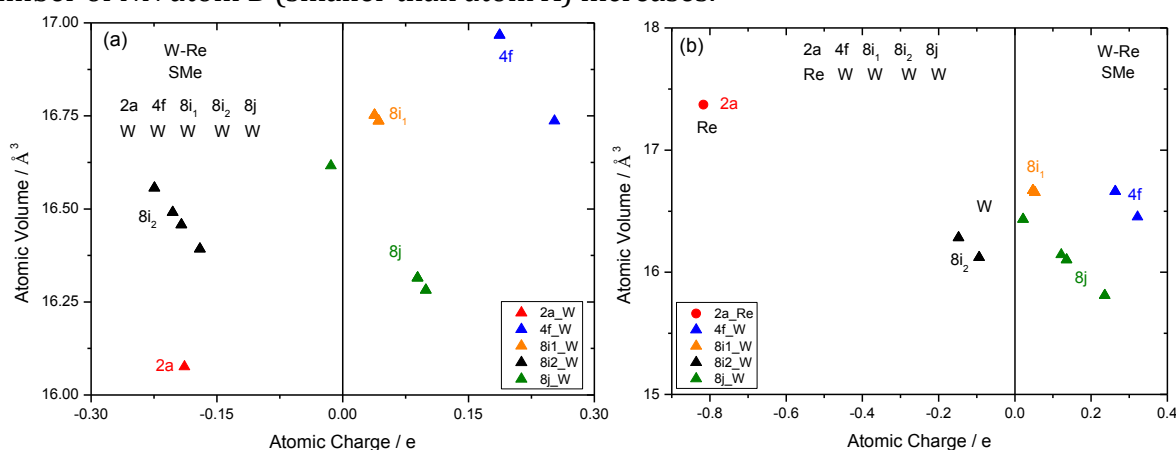 number of NN atom B (smaller than atom A) increases.
(a)
W-Re
SMe
2a 4f 8i1 8i2 8j
W W W W W
4f
8i1
8i2
8j
2a
2a_W
4f_W
8i1_W
8i2_W
8j_W
17.00
16.75
16.50
16.25
16.00
-0.30 -0.15 0.00 0.15 0.30
Atomic Volume / Å3
Atomic Charge / e
(b)
2a 4f 8i1 8i2 8j
Re W W W W
W-Re
SMe
2a
Re
8i1
W
4f
8i2
8j
2a_Re
4f_W
8i1_W
8i2_W
8j_W
18
17
16
15
-0.8 -0.6 -0.4 -0.2 0.0 0.2 0.4
Atomic Volume / Å3
Atomic Charge / e